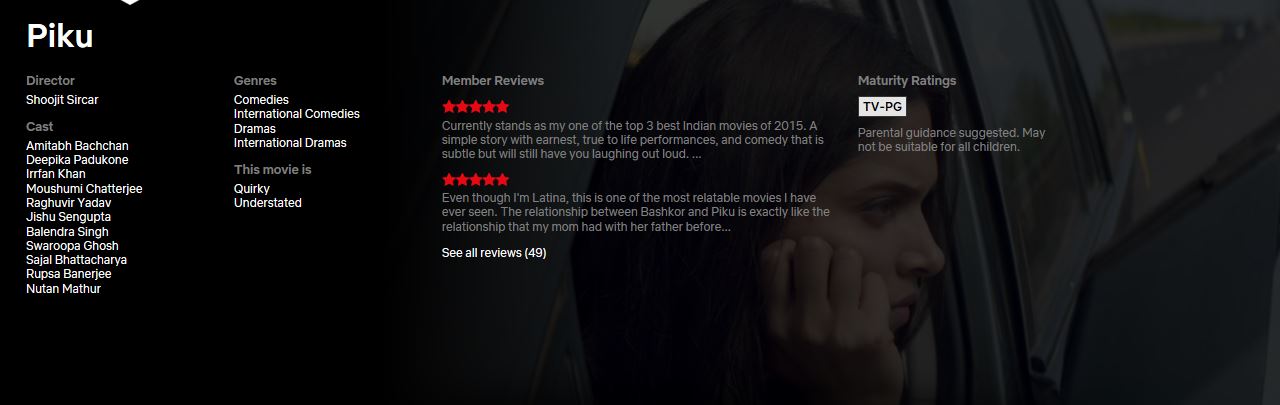 Piku
Director
Shoojit Sircar
Cast
Amitabh Bachchan
Deepika Padukone
Irrfan Khan
Moushumi Chatterjee
Raghuvir Yadav
Jishu Sengupta
Balendra Singh
Swaroopa Ghosh
Sajal Bhattacharya
Rupsa Banerjee
Nutan Mathur
Genres
Comedies
International Comedies
Dramas
International Dramas
This movie is
Quirky
Understated
Member Reviews
Currently stands as my one of the top 3 best Indian movies of 2015. A
simple story with earnest, true to life performances, and comedy that is
subtle but will still have you laughing out loud. ...
Even though I'm Latina, this is one of the most relatable movies I have
ever seen. The relationship between Bashkor and Piku is exactly like the
relationship that my mom had with her father before...
See all reviews (49)
Maturity Ratings
TV-PG
Parental guidance suggested. May
not be suitable for all children.